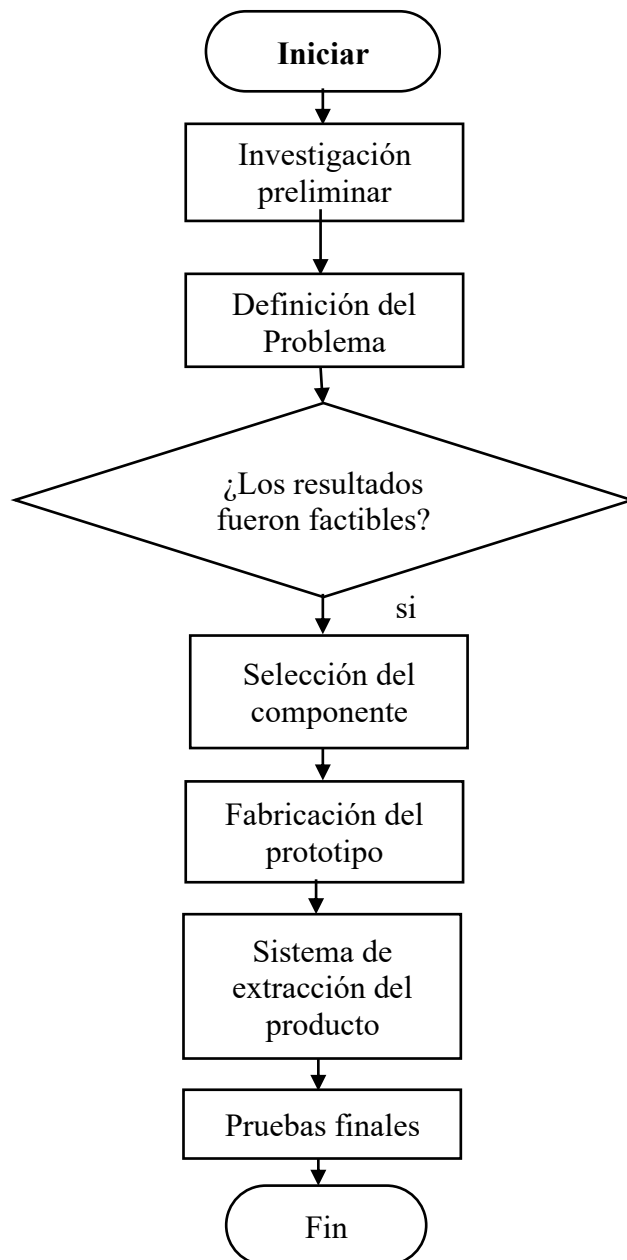 Iniciar
Investigación
preliminar
Definición del
Problema
¿Los resultados
fueron factibles?
si
Selección del
componente
Fabricación del
prototipo
Sistema de
extracción del
producto
Pruebas finales
Fin